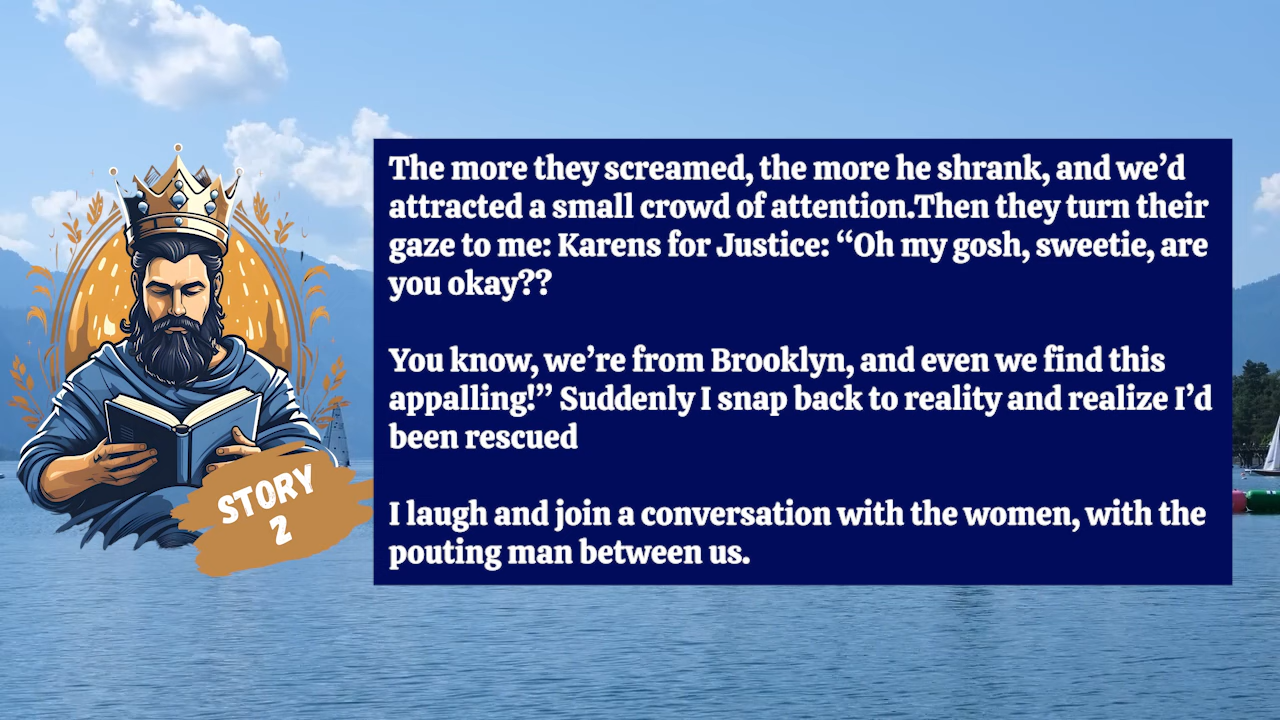 The more they screamed, the more he shrank, and we’d
attracted a small crowd of attention.Then they turn their
gaze to me: Karens for Justice: “Oh my gosh, sweetie, are
you okay??
You know, we’re from Brooklyn, and even we find this
appalling!” Suddenly I snap back to reality and realize I’d
been rescued
I laugh and join a conversation with the women, with the
pouting man between us.
STORY
2